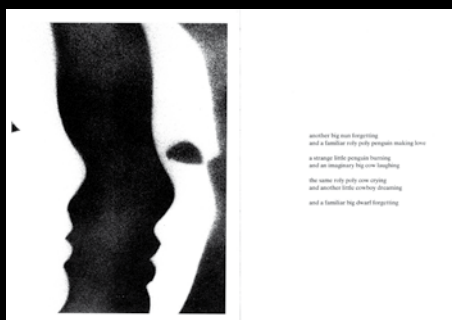 another big nun forgetting
and a familiar roly poly penguin making love
a strange little penguin burning
and an imaginary big cow laughing
the same roly poly cow crying
and another little cowboy dreaming
and a familiar big dwarf forgetting